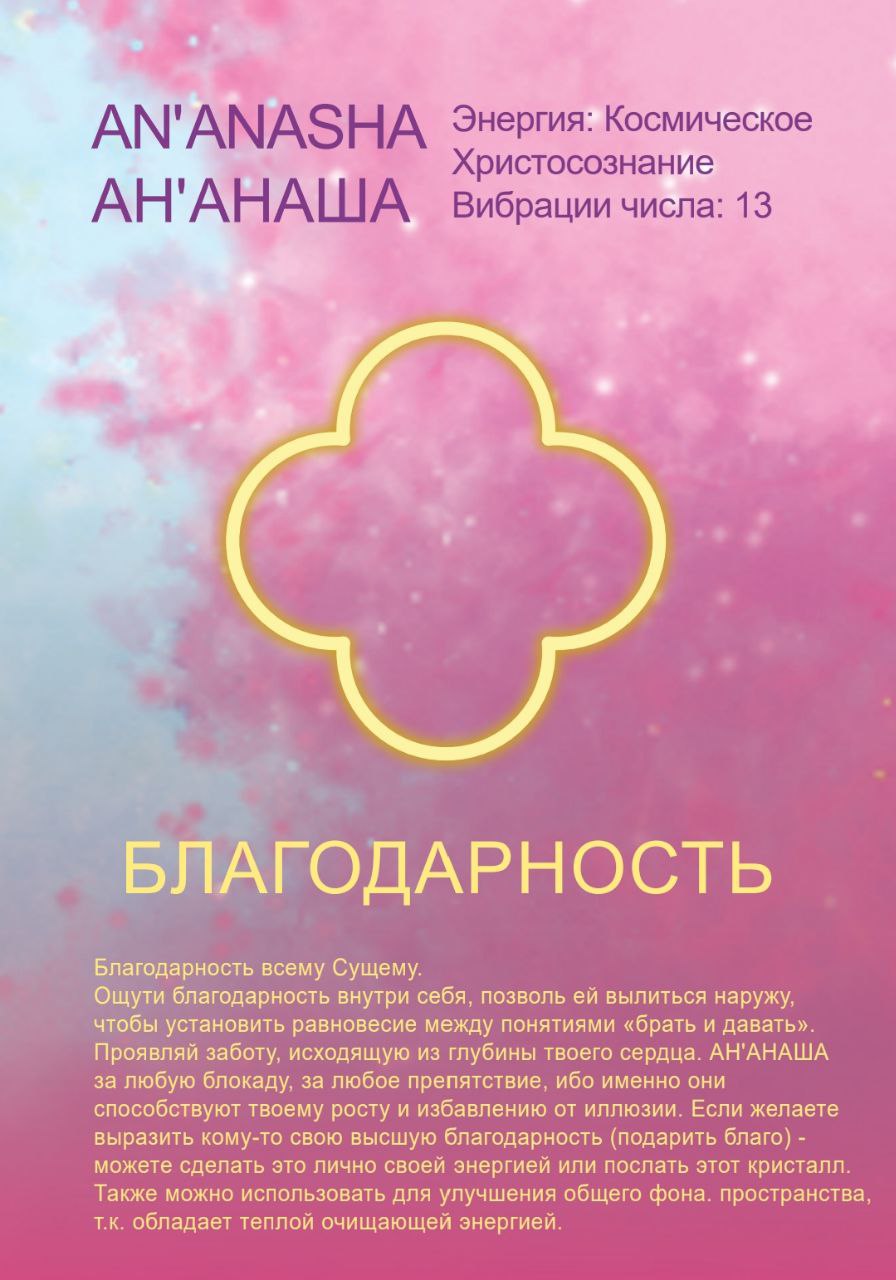 AN'ANASHA
АН'АНАША
Энергия: Космическое
Христосознание
Вибрации числа: 13
БЛАГОДАРНОСТЬ
Благодарность всему Сущему.
Ощути благодарность внутри себя, позволь ей вылиться наружу,
чтобы установить равновесие между понятиями «брать и давать».
Проявляй заботу, исходящую из глубины твоего сердца. АН'АНАША
за любую блокаду, за любое препятствие, ибо именно они
способствуют твоему росту и избавлению от иллюзии. Если желаете
выразить кому-то свою высшую благодарность (подарить благо) -
можете сделать это лично своей энергией или послать этот кристалл.
Также можно использовать для улучшения общего фона. пространства,
т.к. обладает теплой очищающей энергией.